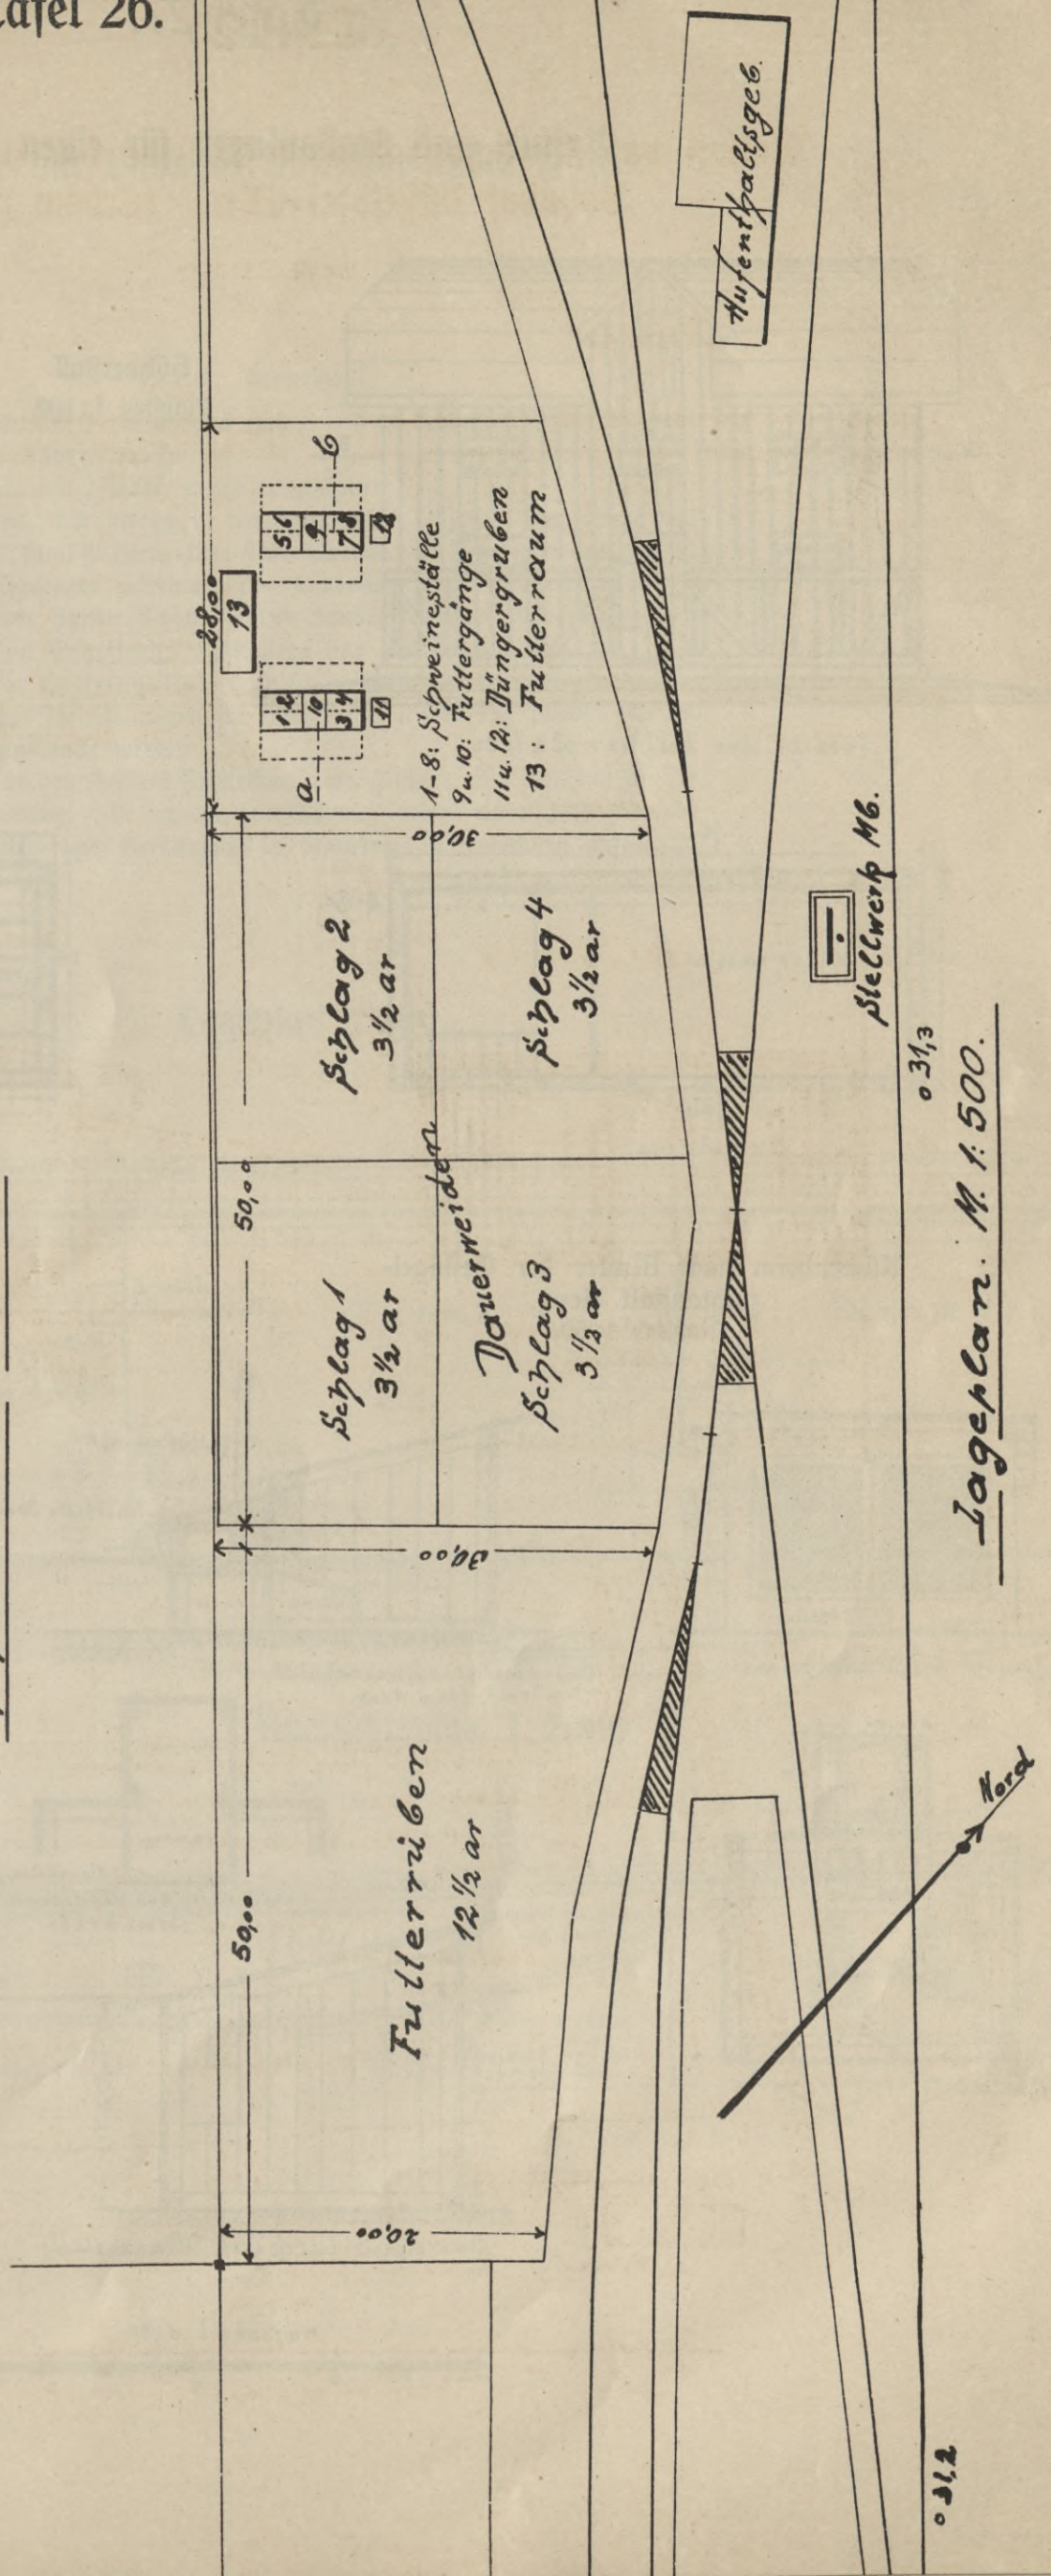 Tafel 26.
Aufenthaltsgeb.
28,00
13
5 6
9
7 8
12
b
1 2
10
3 4
11
a
1-8: Schweineställe
9 u. 10: Futtergänge
11 u. 12: Düngergruben
13 : Futterraum
30,00
Schlag 2
3½ ar
Schlag 4
3½ ar
50,00
Dauerweiden
Schlag 1
3½ ar
Schlag 3
3½ ar
30,00
Stellwerk Mb.
31,3
Lageplan. M. 1:500.
Futterrüben
12½ ar
50,00
20,00
Nord
31,2